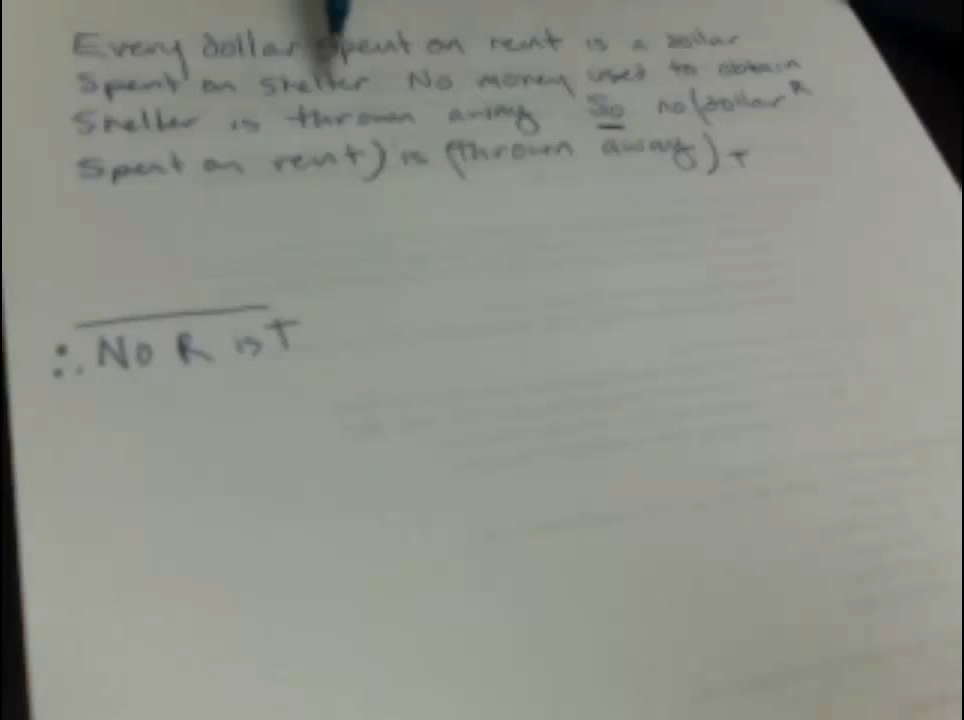 Every dollar spent on rent is a dollar
Spent on shelter No money used to obtain
Shelter is thrown away So no (dollar R
Spent on rent) is (thrown away) T
∴ No R is T